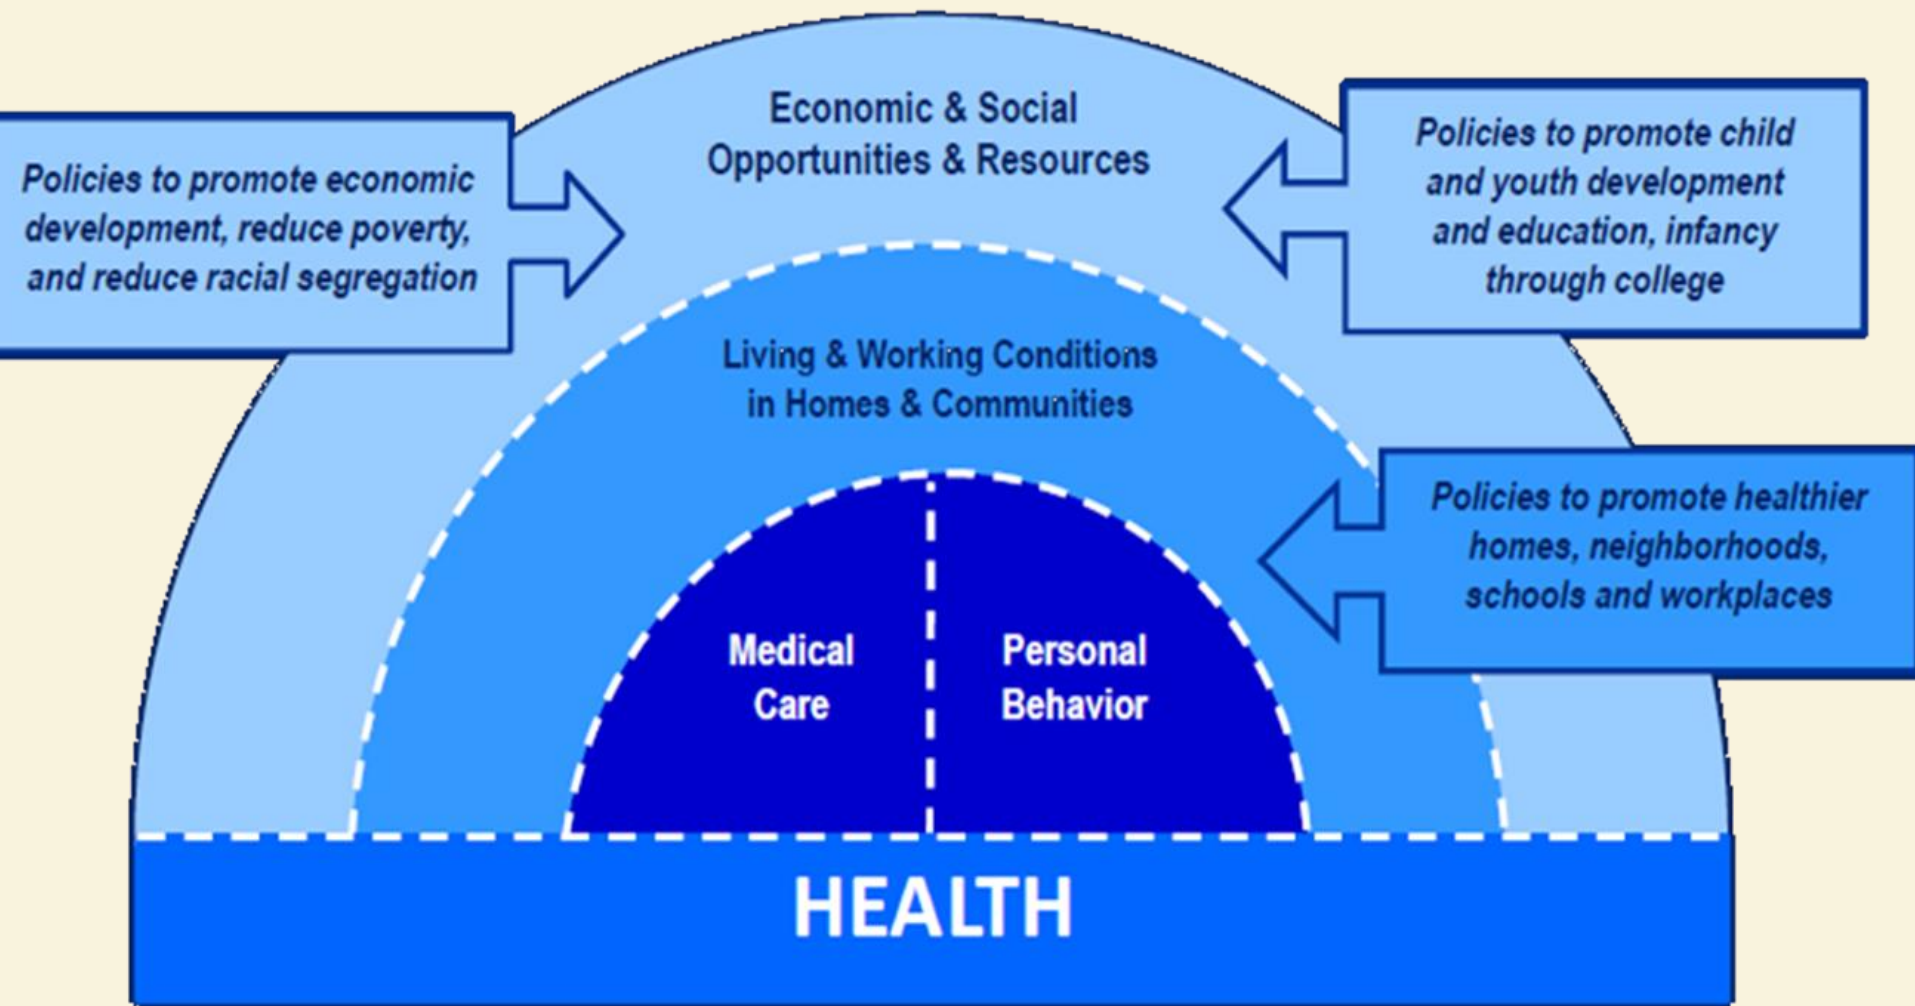 Economic & Social
Opportunities & Resources
Policies to promote economic
development, reduce poverty,
and reduce racial segregation
Policies to promote child
and youth development
and education, infancy
through college
Living & Working Conditions
in Homes & Communities
Policies to promote healthier
homes, neighborhoods,
schools and workplaces
Medical
Care
Personal
Behavior
HEALTH